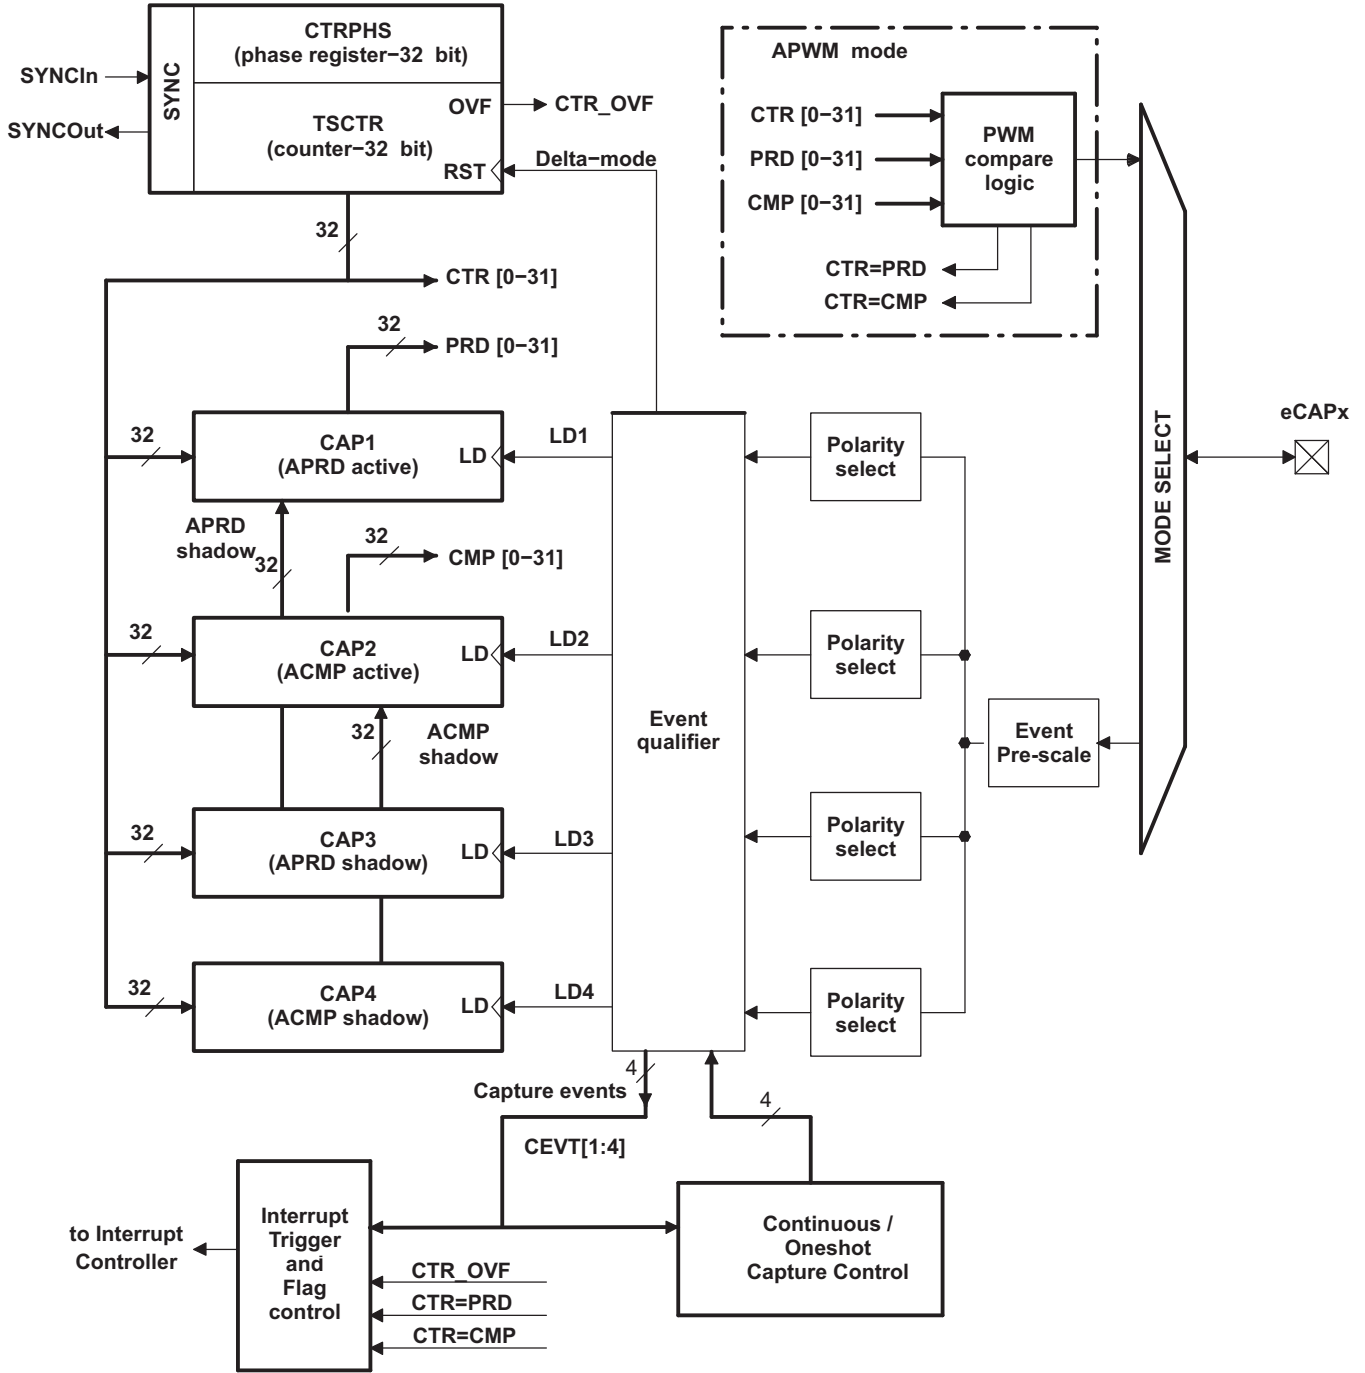 CTRPHS
(phase register−32 bit)
SYNCIn
SYNC
SYNCOut
OVF
CTR_OVF
TSCTR
(counter−32 bit)
RST
Delta−mode
32
CTR [0−31]
32
PRD [0−31]
APWM mode
CTR [0−31]
PRD [0−31]
CMP [0−31]
PWM
compare
logic
CTR=PRD
CTR=CMP
MODE SELECT
eCAPx
32
CAP1
(APRD active)
LD
LD1
Polarity
select
APRD
shadow
32
32
CMP [0−31]
32
CAP2
(ACMP active)
LD
LD2
Polarity
select
32
ACMP
shadow
Event
qualifier
Event
Pre-scale
32
CAP3
(APRD shadow)
LD
LD3
Polarity
select
32
CAP4
(ACMP shadow)
LD
LD4
Polarity
select
4
Capture events
4
CEVT[1:4]
to Interrupt
Controller
Interrupt
Trigger
and
Flag
control
CTR_OVF
CTR=PRD
CTR=CMP
Continuous /
Oneshot
Capture Control